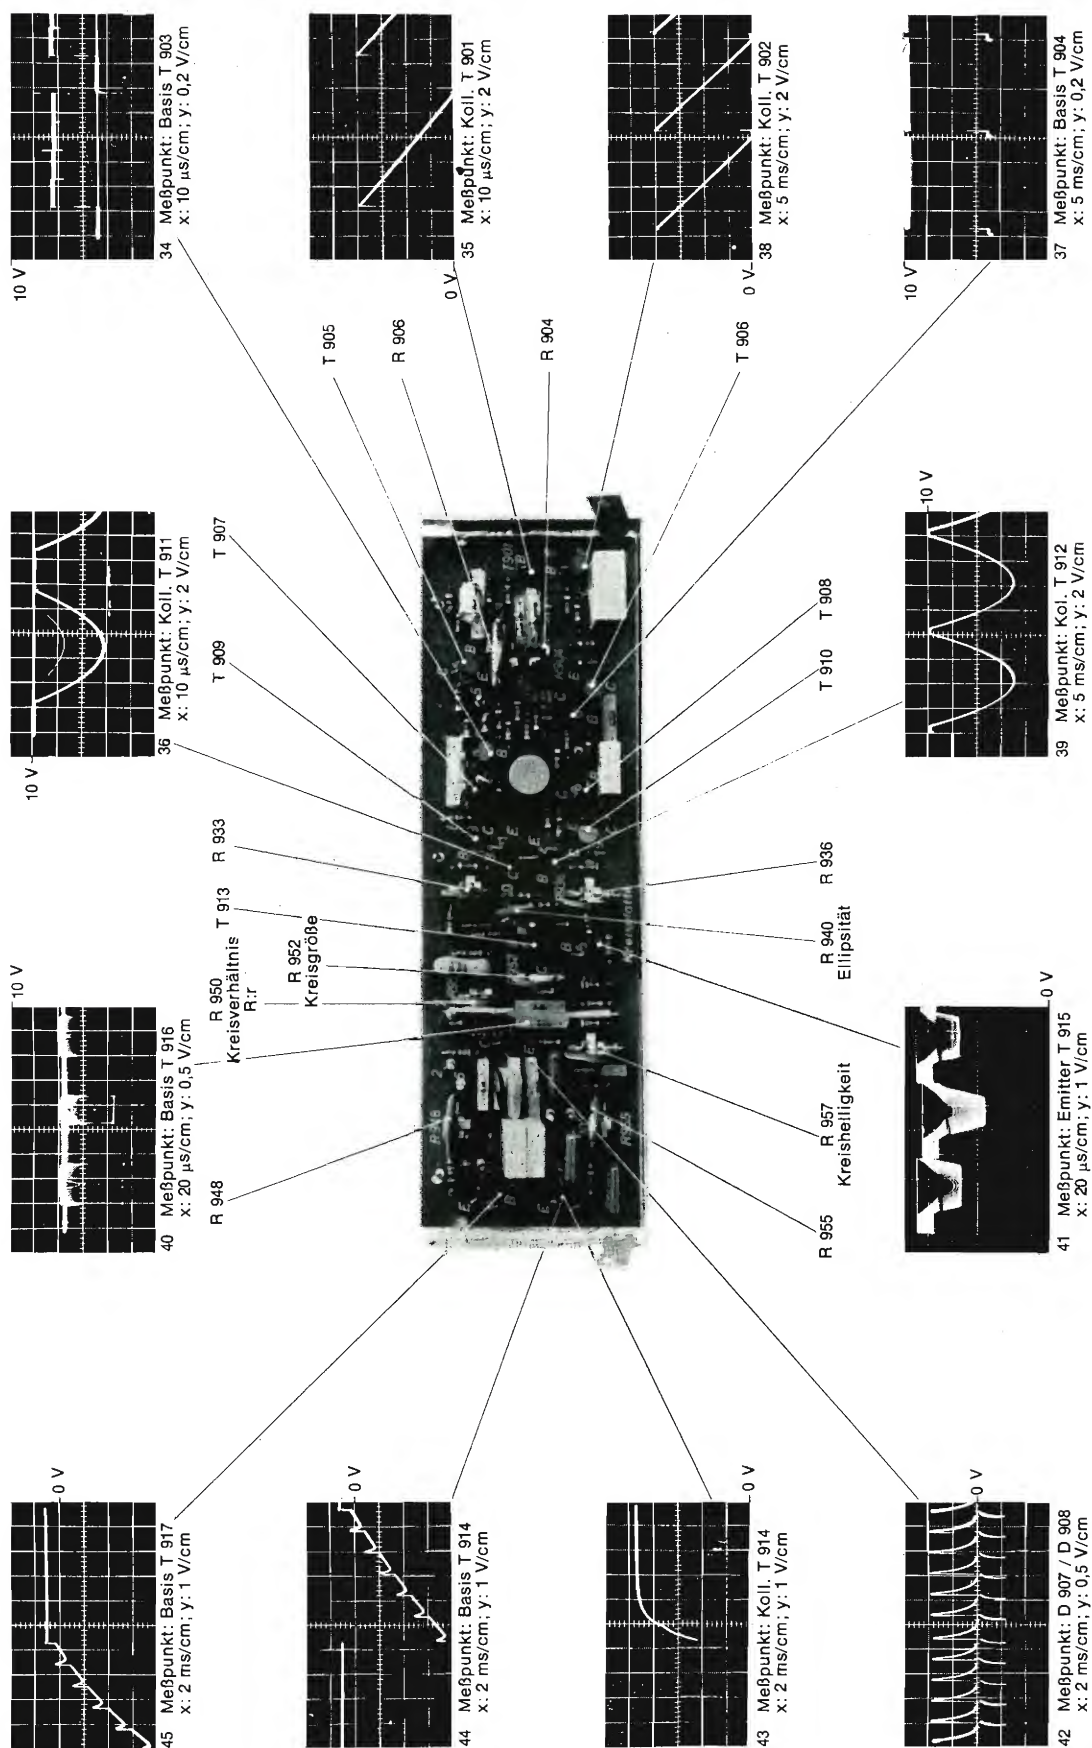 10 V
34 Meßpunkt: Basis T 903
x: 10 µs/cm; y: 0,2 V/cm
0 V
35 Meßpunkt: Koll. T 901
x: 10 µs/cm; y: 2 V/cm
0 V
38 Meßpunkt: Koll. T 902
x: 5 ms/cm; y: 2 V/cm
10 V
37 Meßpunkt: Basis T 904
x: 5 ms/cm; y: 0,2 V/cm
T 905
R 906
R 904
T 906
10 V
36 Meßpunkt: Koll. T 911
x: 10 µs/cm; y: 2 V/cm
T 909
T 907
T 908
T 910
10 V
39 Meßpunkt: Kol. T 912
x: 5 ms/cm; y: 2 V/cm
R 933
T 913
R 952
Kreisgröße
R 950
Kreisverhältnis
R:r
R 936
R 940
Ellipsität
10 V
40 Meßpunkt: Basis T 916
x: 20 µs/cm; y: 0,5 V/cm
R 948
R 957
Kreishelligkeit
R 955
0 V
41 Meßpunkt: Emitter T 915
x: 20 µs/cm; y: 1 V/cm
0 V
45 Meßpunkt: Basis T 917
x: 2 ms/cm; y: 1 V/cm
0 V
44 Meßpunkt: Basis T 914
x: 2 ms/cm; y: 1 V/cm
0 V
43 Meßpunkt: Koll. T 914
x: 2 ms/cm; y: 1 V/cm
0 V
42 Meßpunkt: D 907 / D 908
x: 2 ms/cm; y: 0,5 V/cm